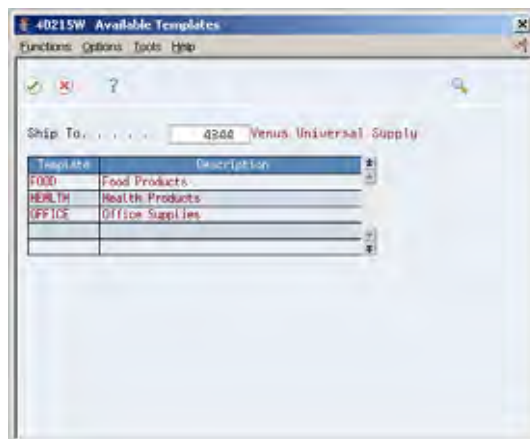 40215W Available Templates
Functions Options Tools Help
?
Ship To. . . . . . 4344 Venus Universal Supply
Template Description
FOOD Food Products
HEALTH Health Products
OFFICE Office Supplies